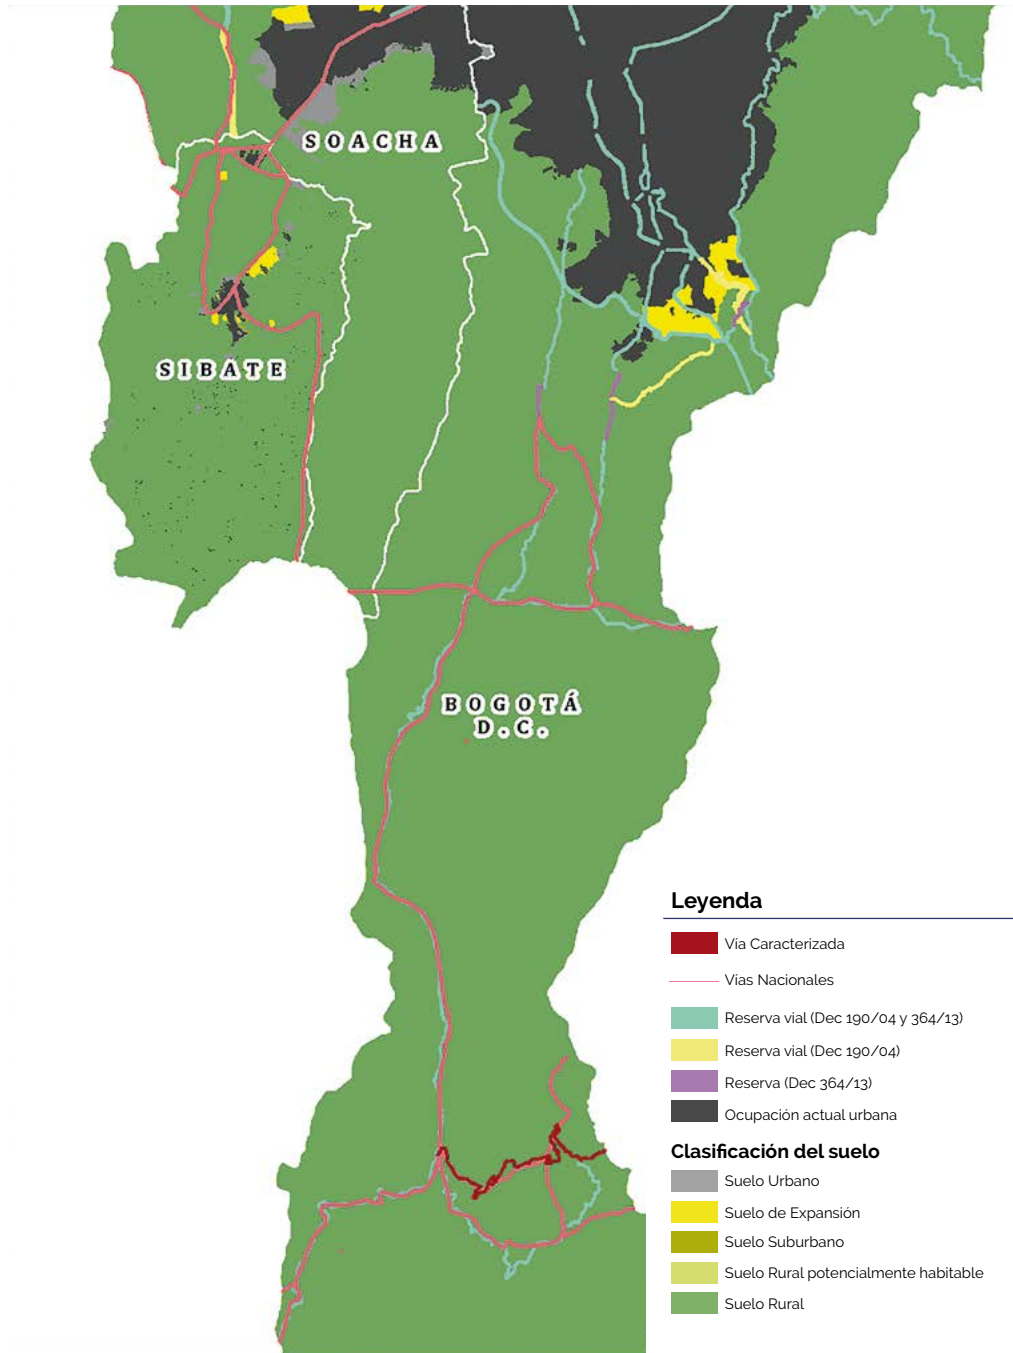 SOACHA
SIBATE
BOGOTÁ
D.C.
Leyenda
Vía Caracterizada
Vías Nacionales
Reserva vial (Dec 190/04 y 364/13)
Reserva vial (Dec 190/04)
Reserva (Dec 364/13)
Ocupación actual urbana
Clasificación del suelo
Suelo Urbano
Suelo de Expansión
Suelo Suburbano
Suelo Rural potencialmente habitable
Suelo Rural